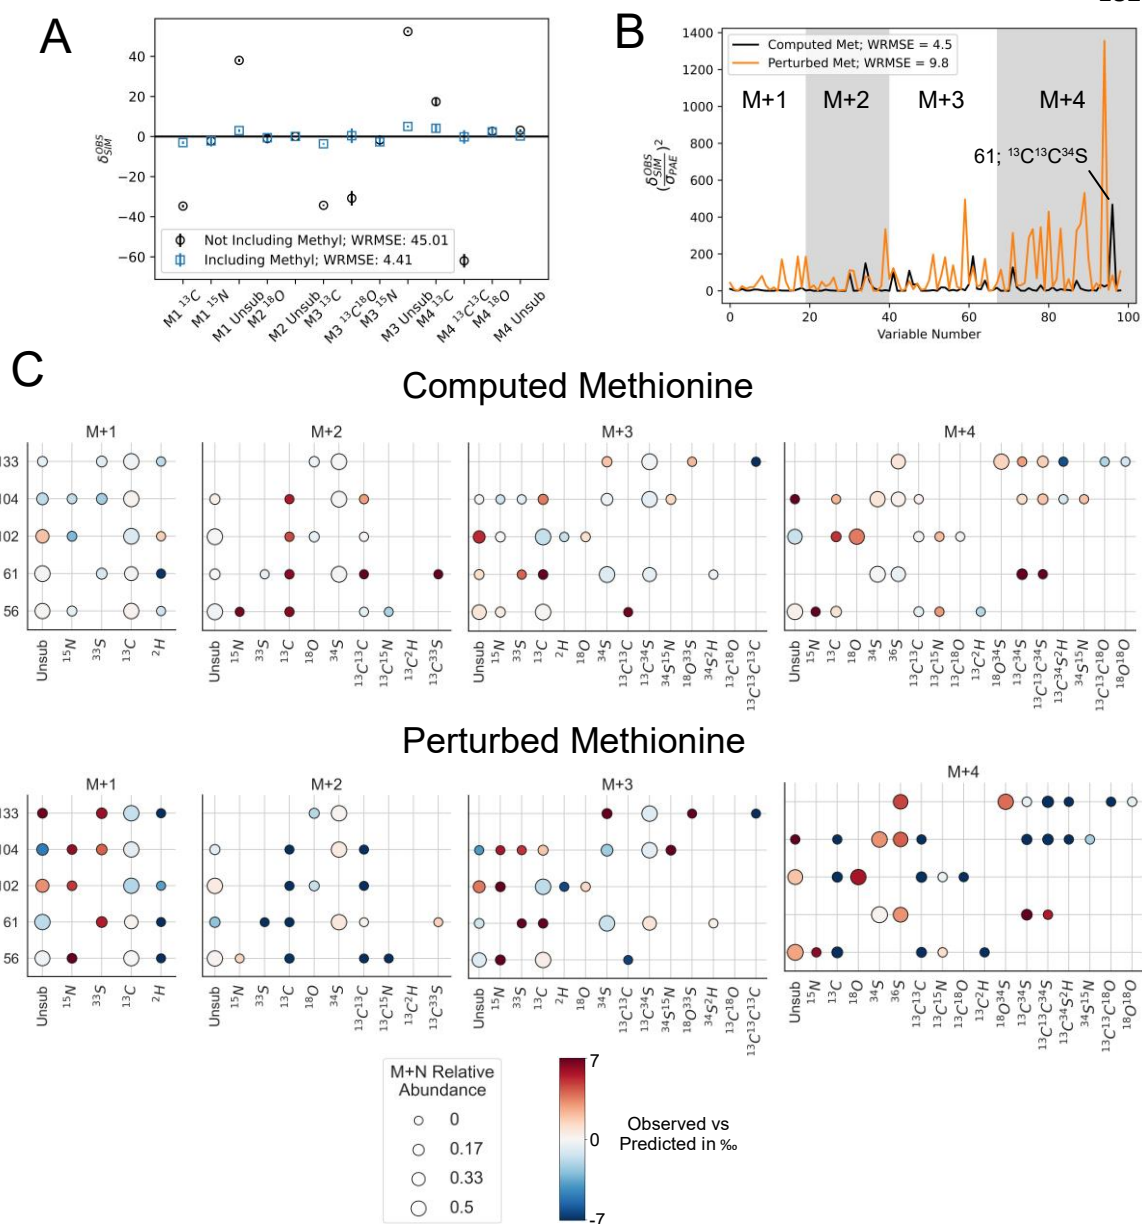 A
40
20
0
−20
−40
−60
δ^OBS_SIM
Not Including Methyl; WRMSE: 45.01
Including Methyl; WRMSE: 4.41
M1 ¹³C
M1 ¹⁵N
M1 Unsub
M2 ¹⁸O
M2 Unsub
M3 ¹³C
M3 ¹³C¹⁸O
M3 ¹⁵N
M3 Unsub
M4 ¹³C
M4 ¹³C¹³C
M4 ¹⁸O
M4 Unsub
B
1400
1200
1000
800
600
400
200
0
(δ^OBS_SIM/σ_PAE)²
Computed Met; WRMSE = 4.5
Perturbed Met; WRMSE = 9.8
M+1 M+2 M+3 M+4
61; ¹³C¹³C³⁴S
0 20 40 60 80 100
Variable Number
C
Computed Methionine
M+1 M+2 M+3 M+4
133
104
102
61
56
Unsub ¹⁵N ³³S ¹³C ²H
Unsub ¹⁵N ³³S ¹³C ¹⁸O ³⁴S ¹³C¹³C ¹³C¹⁵N ¹³C²H ¹³C³³S
Unsub ¹⁵N ³³S ¹³C ²H ¹⁸O ³⁴S ¹³C¹³C ¹³C³⁴S ³⁴S¹⁵N ¹⁸O³³S ³⁴S²H ¹³C¹⁸O ¹³C¹³C¹³C
Unsub ¹⁵N ¹³C ¹⁸O ³⁴S ³⁶S ¹³C¹³C ¹³C¹⁵N ¹³C¹⁸O ¹³C²H ¹⁸O³⁴S ¹³C³⁴S ¹³C¹³C³⁴S ¹³C³⁴S²H ³⁴S¹⁵N ¹³C¹³C¹⁸O ¹⁸O¹⁸O
Perturbed Methionine
M+1 M+2 M+3 M+4
133
104
102
61
56
Unsub ¹⁵N ³³S ¹³C ²H
Unsub ¹⁵N ³³S ¹³C ¹⁸O ³⁴S ¹³C¹³C ¹³C¹⁵N ¹³C²H ¹³C³³S
Unsub ¹⁵N ³³S ¹³C ²H ¹⁸O ³⁴S ¹³C¹³C ¹³C³⁴S ³⁴S¹⁵N ¹⁸O³³S ³⁴S²H ¹³C¹⁸O ¹³C¹³C¹³C
Unsub ¹⁵N ¹³C ¹⁸O ³⁴S ³⁶S ¹³C¹³C ¹³C¹⁵N ¹³C¹⁸O ¹³C²H ¹⁸O³⁴S ¹³C³⁴S ¹³C¹³C³⁴S ¹³C³⁴S²H ³⁴S¹⁵N ¹³C¹³C¹⁸O ¹⁸O¹⁸O
M+N Relative
Abundance
0
0.17
0.33
0.5
7
0
-7
Observed vs
Predicted in ‰